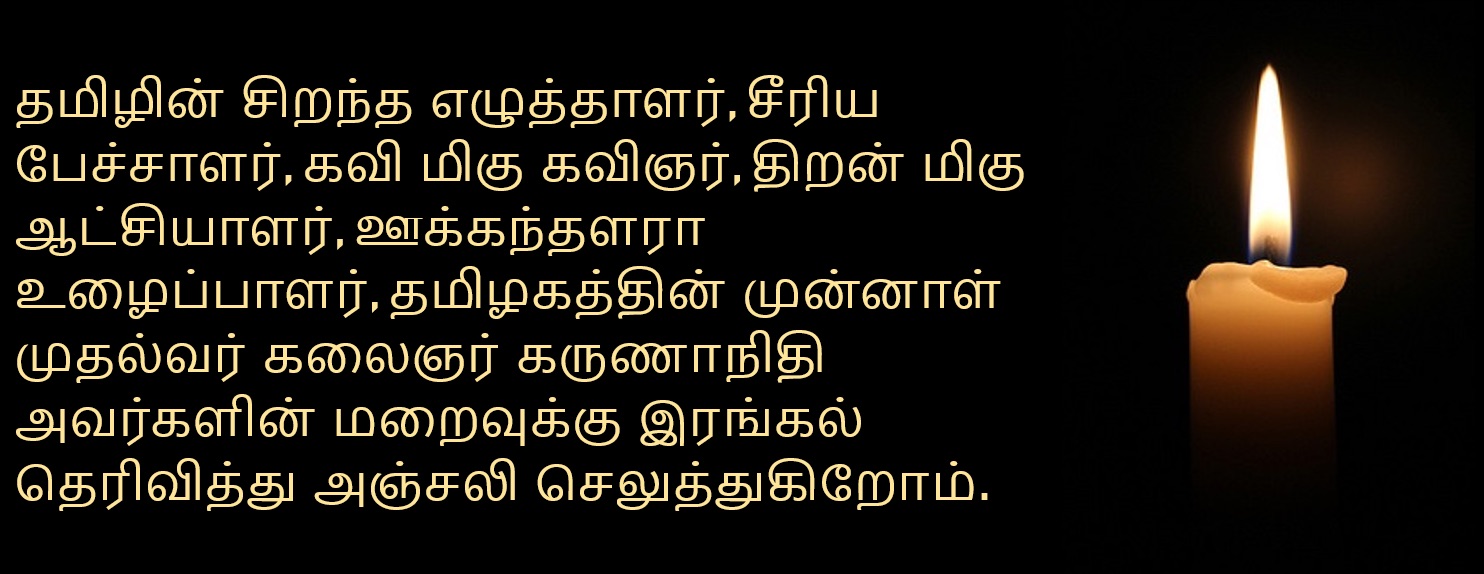 தமிழின் சிறந்த எழுத்தாளர், சீரிய
பேச்சாளர், கவி மிகு கவிஞர், திறன் மிகு
ஆட்சியாளர், ஊக்கந்தளரா
உழைப்பாளர், தமிழகத்தின் முன்னாள்
முதல்வர் கலைஞர் கருணாநிதி
அவர்களின் மறைவுக்கு இரங்கல்
தெரிவித்து அஞ்சலி செலுத்துகிறோம்.